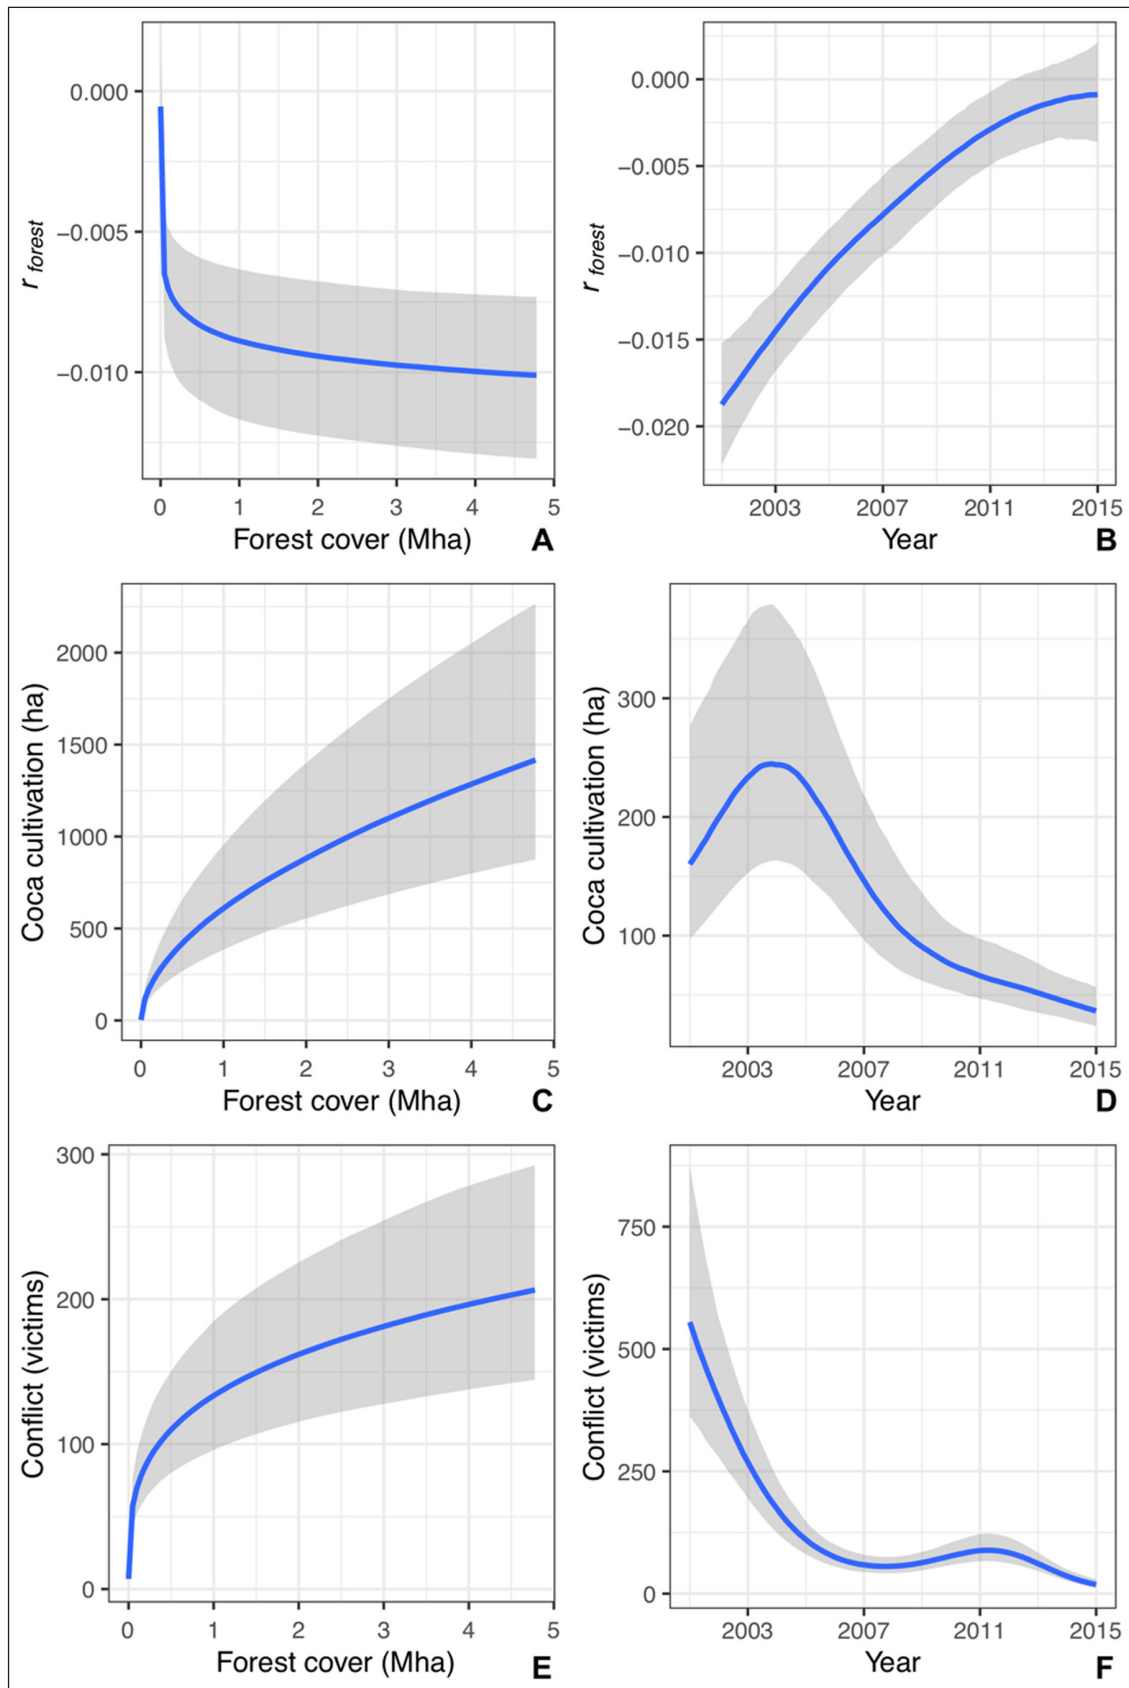 0.000
−0.005
−0.010
r forest
0 1 2 3 4 5
Forest cover (Mha) A
0.000
−0.005
−0.010
−0.015
−0.020
r forest
2003 2007 2011 2015
Year B
2000
1500
1000
500
0
Coca cultivation (ha)
0 1 2 3 4 5
Forest cover (Mha) C
300
200
100
Coca cultivation (ha)
2003 2007 2011 2015
Year D
300
200
100
0
Conflict (victims)
0 1 2 3 4 5
Forest cover (Mha) E
750
500
250
0
Conflict (victims)
2003 2007 2011 2015
Year F